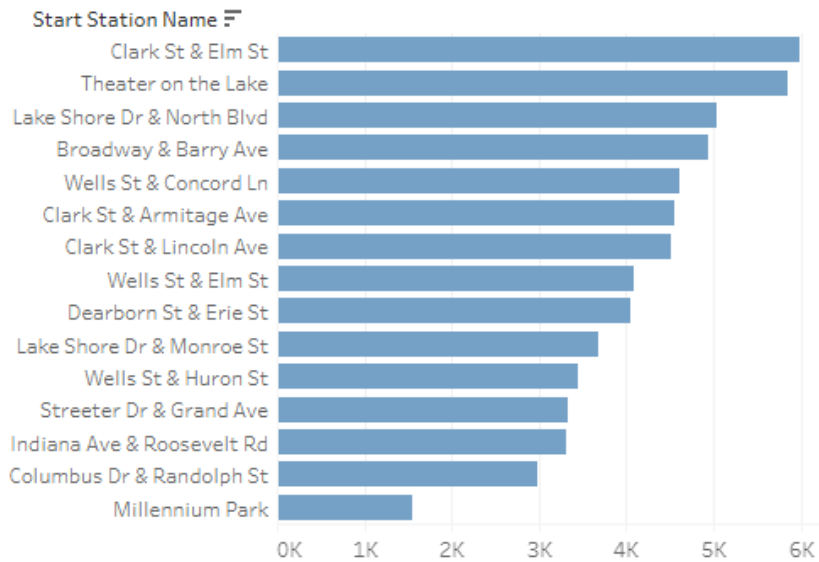 Start Station Name
Clark St & Elm St
Theater on the Lake
Lake Shore Dr & North Blvd
Broadway & Barry Ave
Wells St & Concord Ln
Clark St & Armitage Ave
Clark St & Lincoln Ave
Wells St & Elm St
Dearborn St & Erie St
Lake Shore Dr & Monroe St
Wells St & Huron St
Streeter Dr & Grand Ave
Indiana Ave & Roosevelt Rd
Columbus Dr & Randolph St
Millennium Park
0K 1K 2K 3K 4K 5K 6K